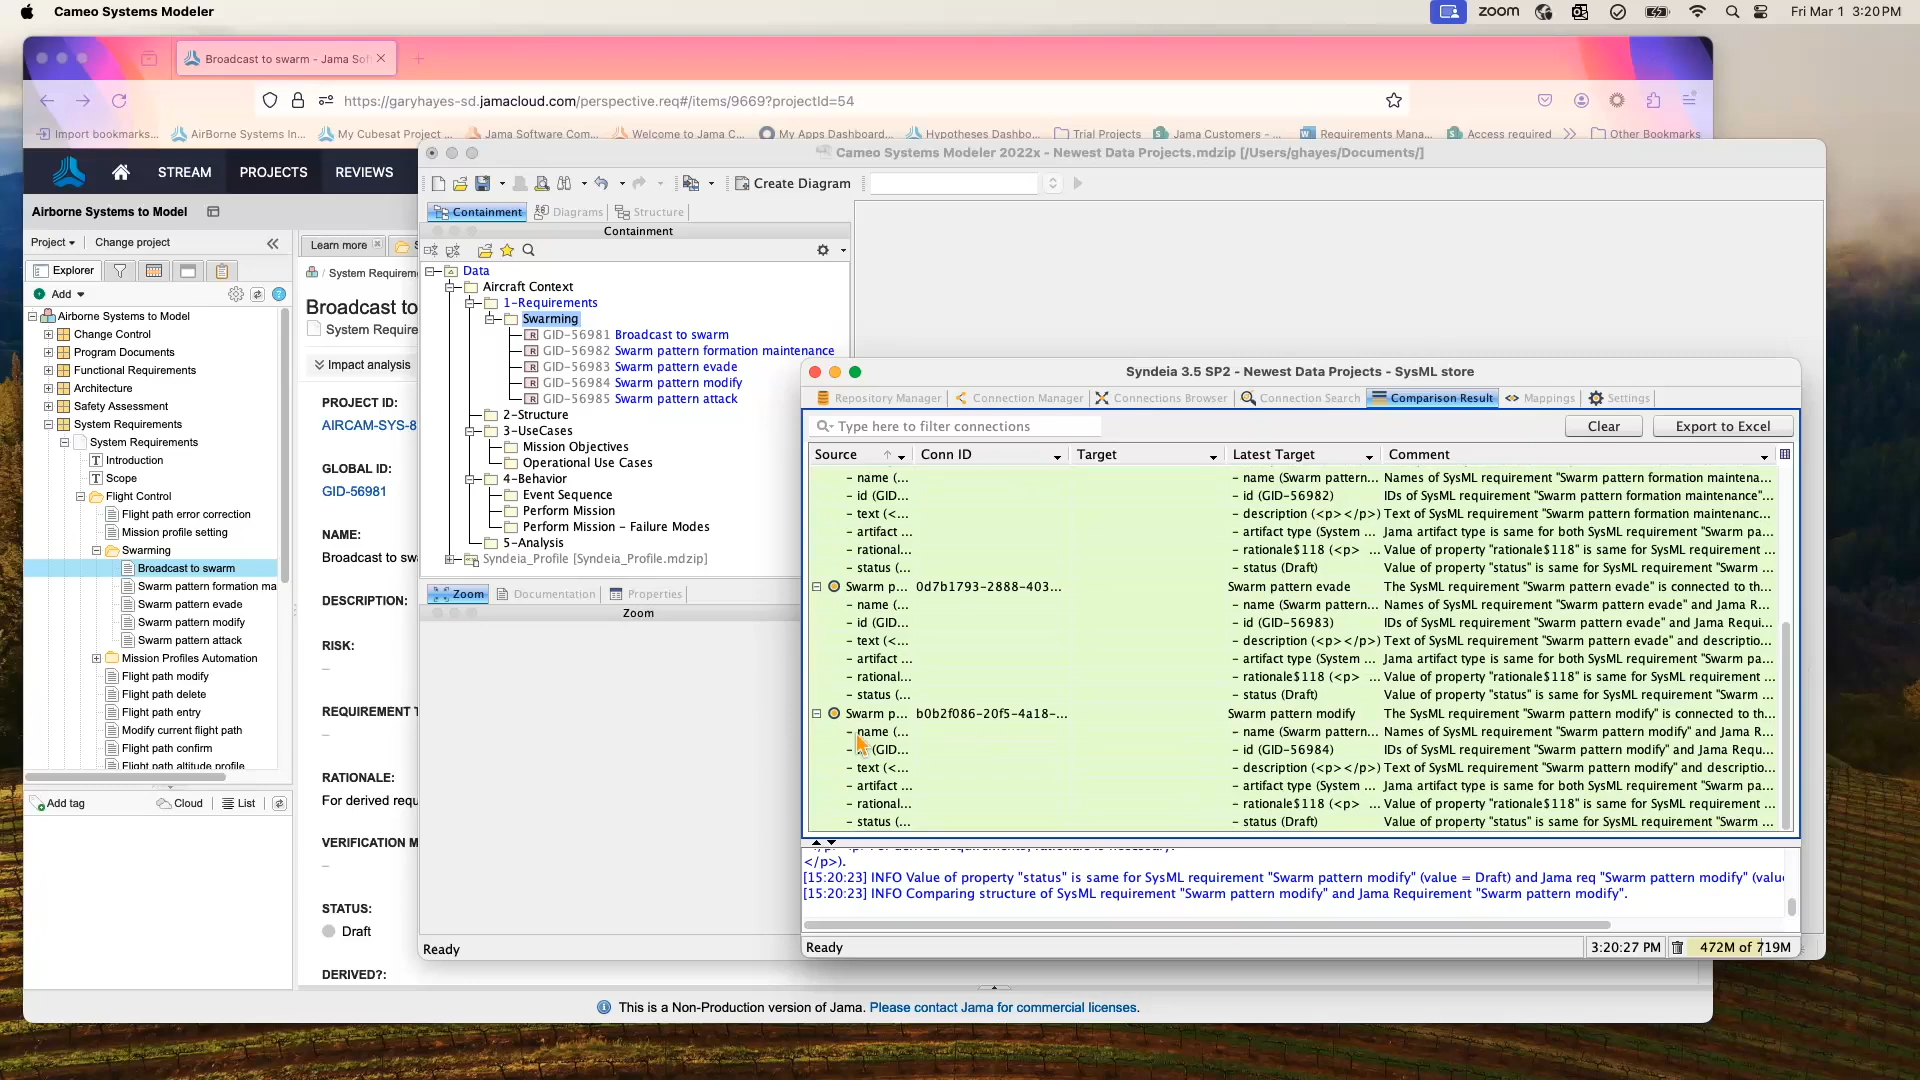 Cameo Systems Modeler
zoom
Fri Mar 1 3:20 PM
Broadcast to swarm - Jama Sof
https://garyhayes-sd.jamacloud.com/perspective.req#/items/9669?projectId=54
Import bookmarks...
AirBorne Systems In...
My Cubesat Project ...
Jama Software Com...
Welcome to Jama C...
My Apps Dashboard...
Hypotheses Dashbo...
Trial Projects
Jama Customers - ...
Requirements Mana...
Access required
Other Bookmarks
STREAM
PROJECTS
REVIEWS
Airborne Systems to Model
Project
Change project
Explorer
Add
Airborne Systems to Model
Change Control
Program Documents
Functional Requirements
Architecture
Safety Assessment
System Requirements
System Requirements
Introduction
Scope
Flight Control
Flight path error correction
Mission profile setting
Swarming
Broadcast to swarm
Swarm pattern formation ma
Swarm pattern evade
Swarm pattern modify
Swarm pattern attack
Mission Profiles Automation
Flight path modify
Flight path delete
Flight path entry
Modify current flight path
Flight path confirm
Flight path altitude profile
Add tag
Cloud
List
Learn more
/ System Requirem
Broadcast to
System Require
Impact analysis
PROJECT ID:
AIRCAM-SYS-8
GLOBAL ID:
GID-56981
NAME:
Broadcast to swa
DESCRIPTION:
RISK:
--
REQUIREMENT T
--
RATIONALE:
For derived requ
VERIFICATION M
--
STATUS:
Draft
DERIVED?:
This is a Non-Production version of Jama. Please contact Jama for commercial licenses.
Cameo Systems Modeler 2022x - Newest Data Projects.mdzip [/Users/ghayes/Documents/]
Create Diagram
Containment
Diagrams
Structure
Containment
Data
Aircraft Context
1-Requirements
Swarming
GID-56981 Broadcast to swarm
GID-56982 Swarm pattern formation maintenance
GID-56983 Swarm pattern evade
GID-56984 Swarm pattern modify
GID-56985 Swarm pattern attack
2-Structure
3-UseCases
Mission Objectives
Operational Use Cases
4-Behavior
Event Sequence
Perform Mission
Perform Mission - Failure Modes
5-Analysis
Syndeia_Profile [Syndeia_Profile.mdzip]
Zoom
Documentation
Properties
Zoom
Ready
Syndeia 3.5 SP2 - Newest Data Projects - SysML store
Repository Manager
Connection Manager
Connections Browser
Connection Search
Comparison Result
Mappings
Settings
Type here to filter connections
Clear
Export to Excel
Source Conn ID Target Latest Target Comment
- name (... - name (Swarm pattern... Names of SysML requirement "Swarm pattern formation maintena...
- id (GID... - id (GID-56982) IDs of SysML requirement "Swarm pattern formation maintenance"...
- text (<... - description (<p></p>) Text of SysML requirement "Swarm pattern formation maintenanc...
- artifact ... - artifact type (System ... Jama artifact type is same for both SysML requirement "Swarm pa...
- rational... - rationale$118 (<p> ... Value of property "rationale$118" is same for SysML requirement ...
- status (... - status (Draft) Value of property "status" is same for SysML requirement "Swarm ...
Swarm p... 0d7b1793-2888-403... Swarm pattern evade The SysML requirement "Swarm pattern evade" is connected to th...
- name (... - name (Swarm pattern... Names of SysML requirement "Swarm pattern evade" and Jama R...
- id (GID... - id (GID-56983) IDs of SysML requirement "Swarm pattern evade" and Jama Requi...
- text (<... - description (<p></p>) Text of SysML requirement "Swarm pattern evade" and descriptio...
- artifact ... - artifact type (System ... Jama artifact type is same for both SysML requirement "Swarm pa...
- rational... - rationale$118 (<p> ... Value of property "rationale$118" is same for SysML requirement ...
- status (... - status (Draft) Value of property "status" is same for SysML requirement "Swarm ...
Swarm p... b0b2f086-20f5-4a18-... Swarm pattern modify The SysML requirement "Swarm pattern modify" is connected to th...
- name (... - name (Swarm pattern... Names of SysML requirement "Swarm pattern modify" and Jama R...
(GID... - id (GID-56984) IDs of SysML requirement "Swarm pattern modify" and Jama Requ...
- text (<... - description (<p></p>) Text of SysML requirement "Swarm pattern modify" and descriptio...
- artifact ... - artifact type (System ... Jama artifact type is same for both SysML requirement "Swarm pa...
- rational... - rationale$118 (<p> ... Value of property "rationale$118" is same for SysML requirement ...
- status (... - status (Draft) Value of property "status" is same for SysML requirement "Swarm ...
</p>).
[15:20:23] INFO Value of property "status" is same for SysML requirement "Swarm pattern modify" (value = Draft) and Jama req "Swarm pattern modify" (valu
[15:20:23] INFO Comparing structure of SysML requirement "Swarm pattern modify" and Jama Requirement "Swarm pattern modify".
Ready
3:20:27 PM
472M of 719M